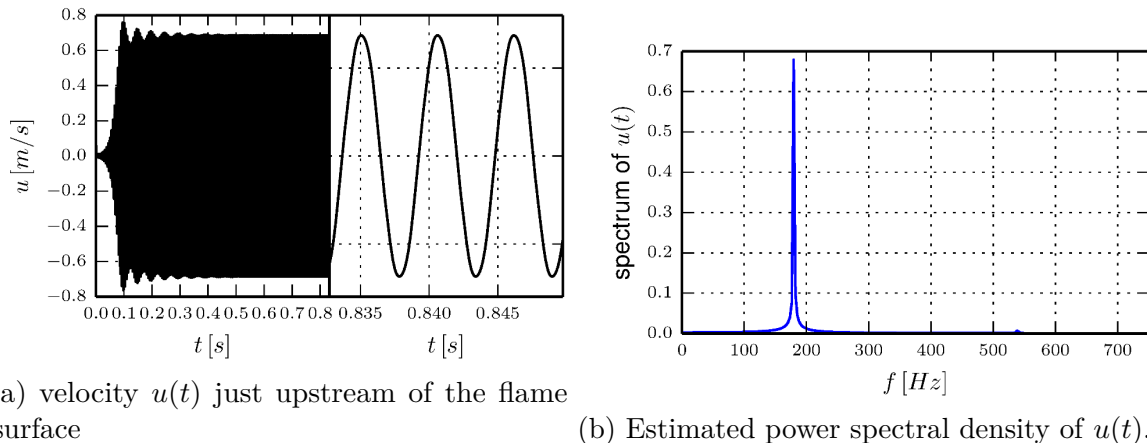 0.8
0.6
0.4
0.2
0.0
−0.2
−0.4
−0.6
−0.8
u [m/s]
0.0 0.1 0.2 0.3 0.4 0.5 0.6 0.7 0.8
0.835 0.840 0.845
t [s]
t [s]
a) velocity u(t) just upstream of the flame
surface
0.7
0.6
0.5
0.4
0.3
0.2
0.1
0.0
spectrum of u(t)
0 100 200 300 400 500 600 700
f [Hz]
(b) Estimated power spectral density of u(t).